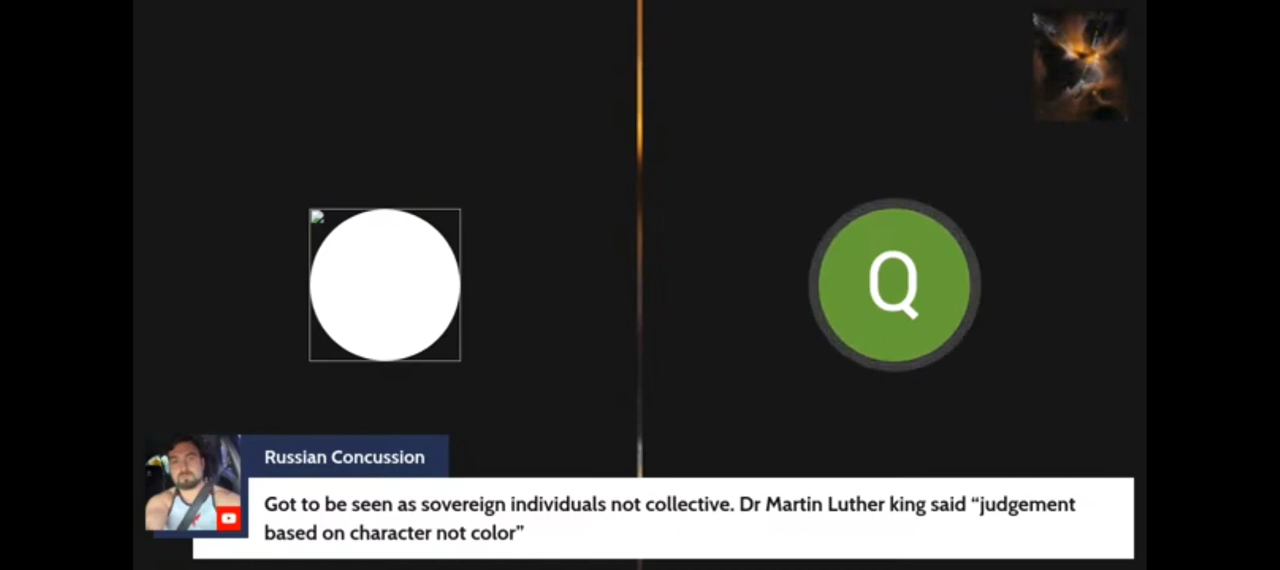 Q
Russian Concussion
Got to be seen as sovereign individuals not collective. Dr Martin Luther king said “judgement
based on character not color”